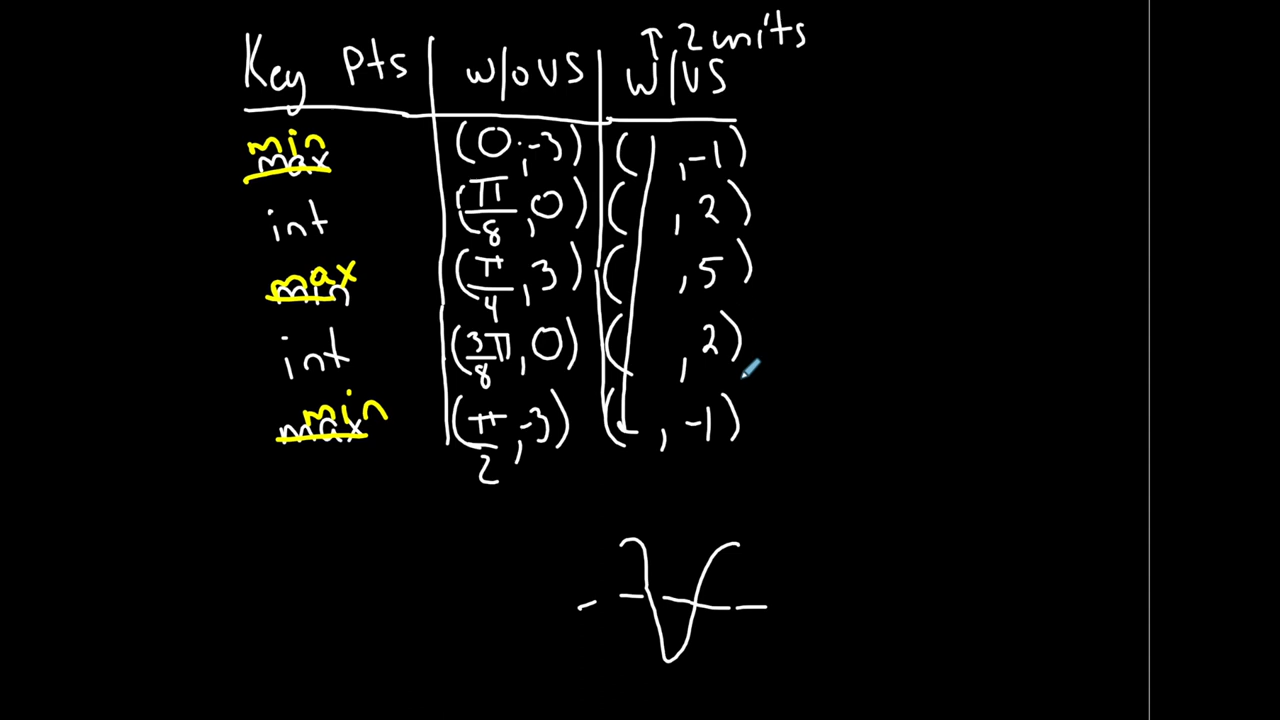 ↑ 2 units
Key Pts | w/o VS | w/VS
min max (0, -3) ( , -1)
int (π/8, 0) ( , 2)
max min (π/4, 3) ( , 5)
int (3π/8, 0) ( , 2)
min max (π/2, -3) ( , -1)